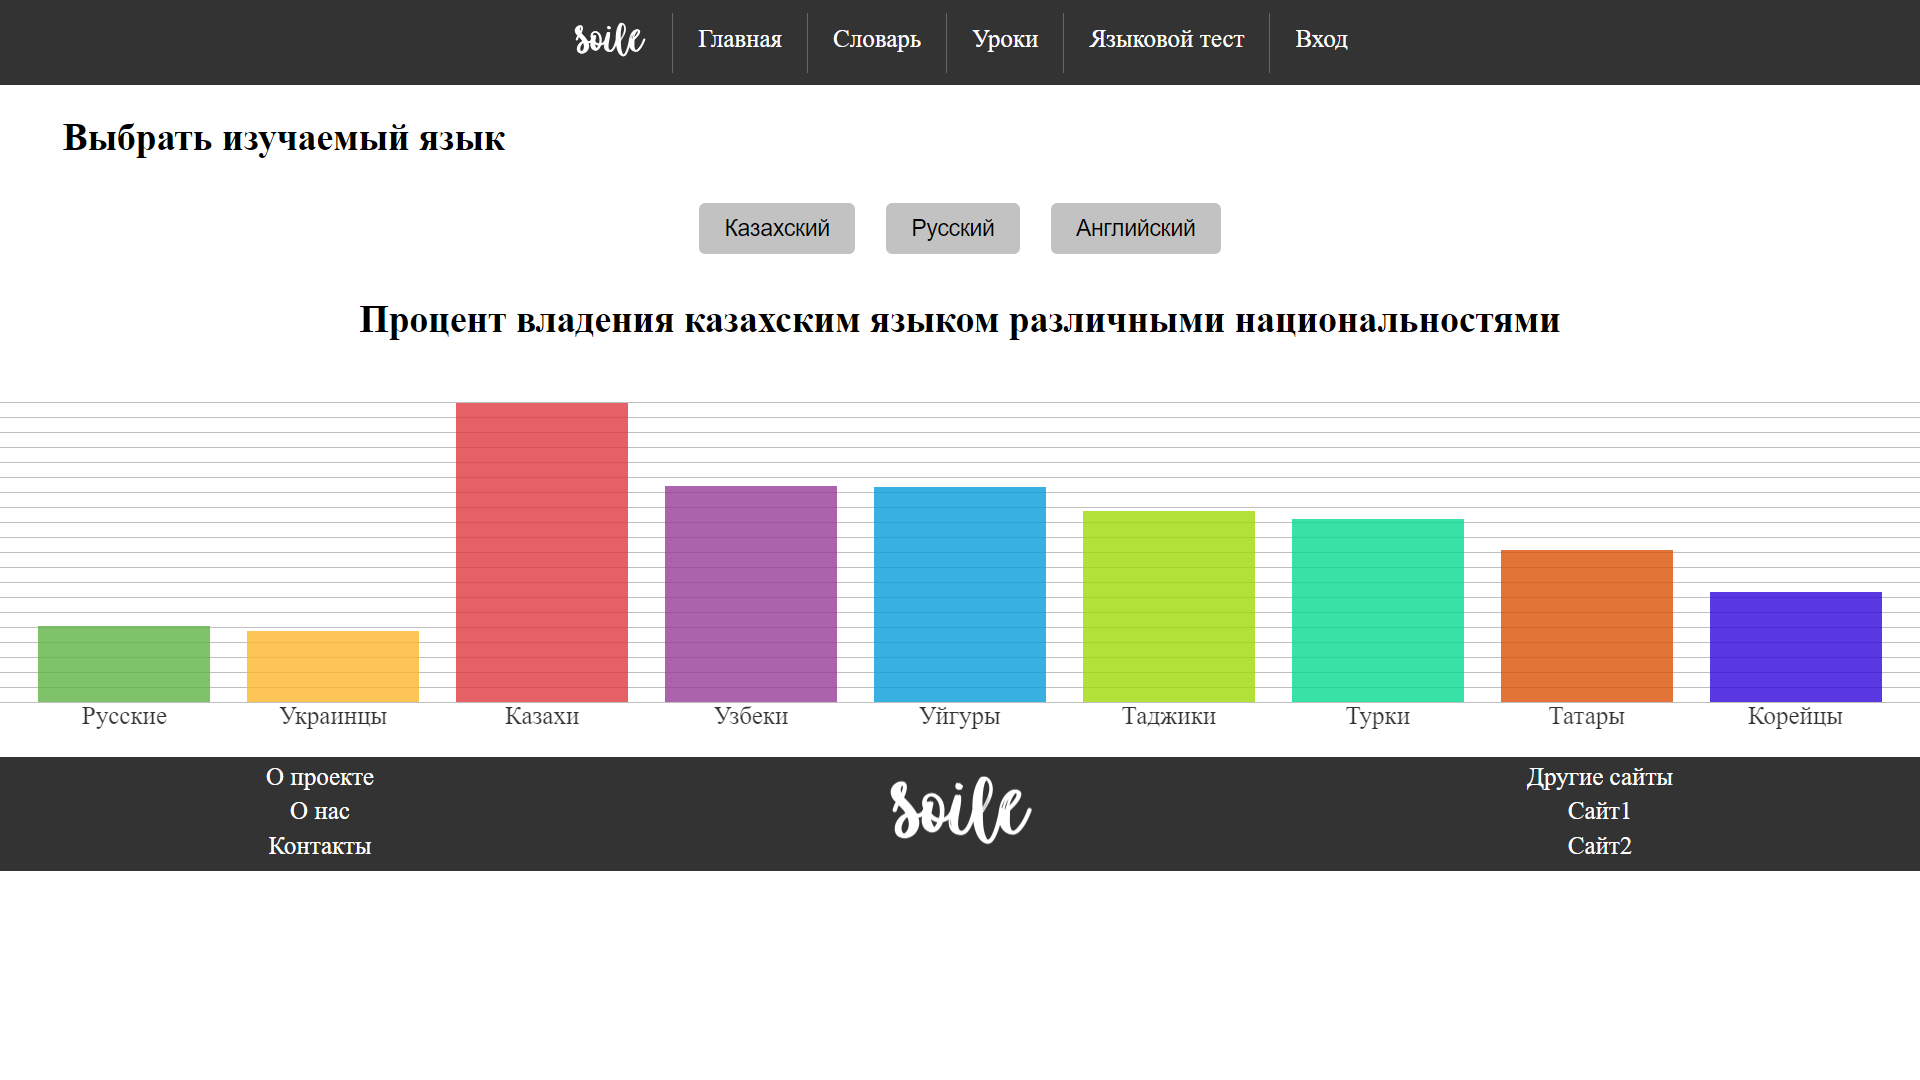 soile
Главная
Словарь
Уроки
Языковой тест
Вход
Выбрать изучаемый язык
Казахский
Русский
Английский
Процент владения казахским языком различными национальностями
Русские
Украинцы
Казахи
Узбеки
Уйгуры
Таджики
Турки
Татары
Корейцы
О проекте
О нас
Контакты
soile
Другие сайты
Сайт1
Сайт2